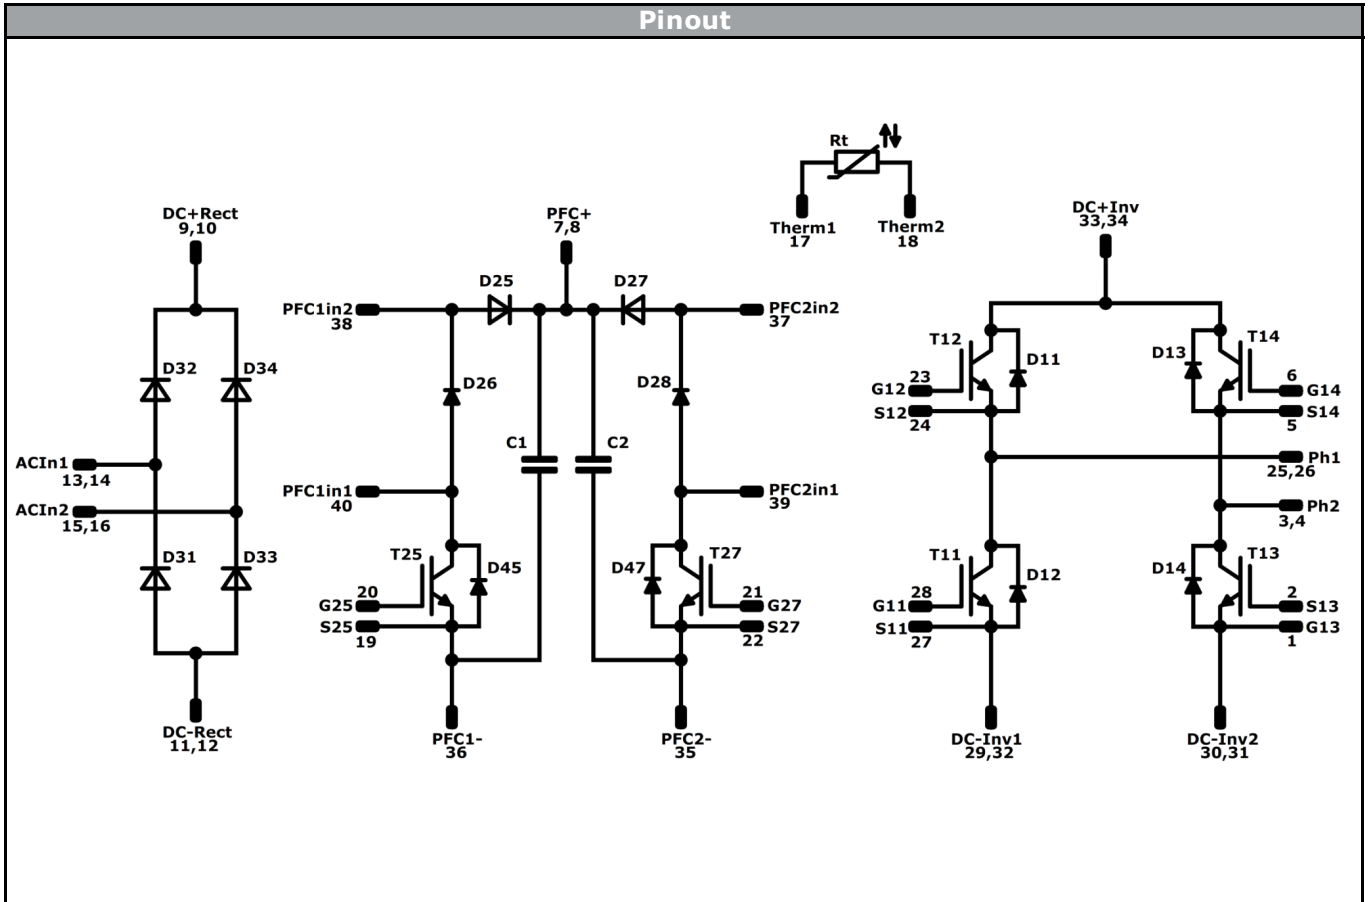 Pinout
Rt
Therm1
17
Therm2
18
DC+Rect
9,10
D32
D34
ACIn1
13,14
ACIn2
15,16
D31
D33
DC-Rect
11,12
PFC+
7,8
D25
D27
PFC1in2
38
PFC2in2
37
D26
D28
C1
C2
PFC1in1
40
PFC2in1
39
T25
D45
D47
T27
20
G25
S25
19
21
G27
S27
22
PFC1-
36
PFC2-
35
DC+Inv
33,34
T12
D11
D13
T14
23
G12
S12
24
6
G14
S14
5
Ph1
25,26
Ph2
3,4
T11
D12
D14
T13
28
G11
S11
27
2
S13
G13
1
DC-Inv1
29,32
DC-Inv2
30,31